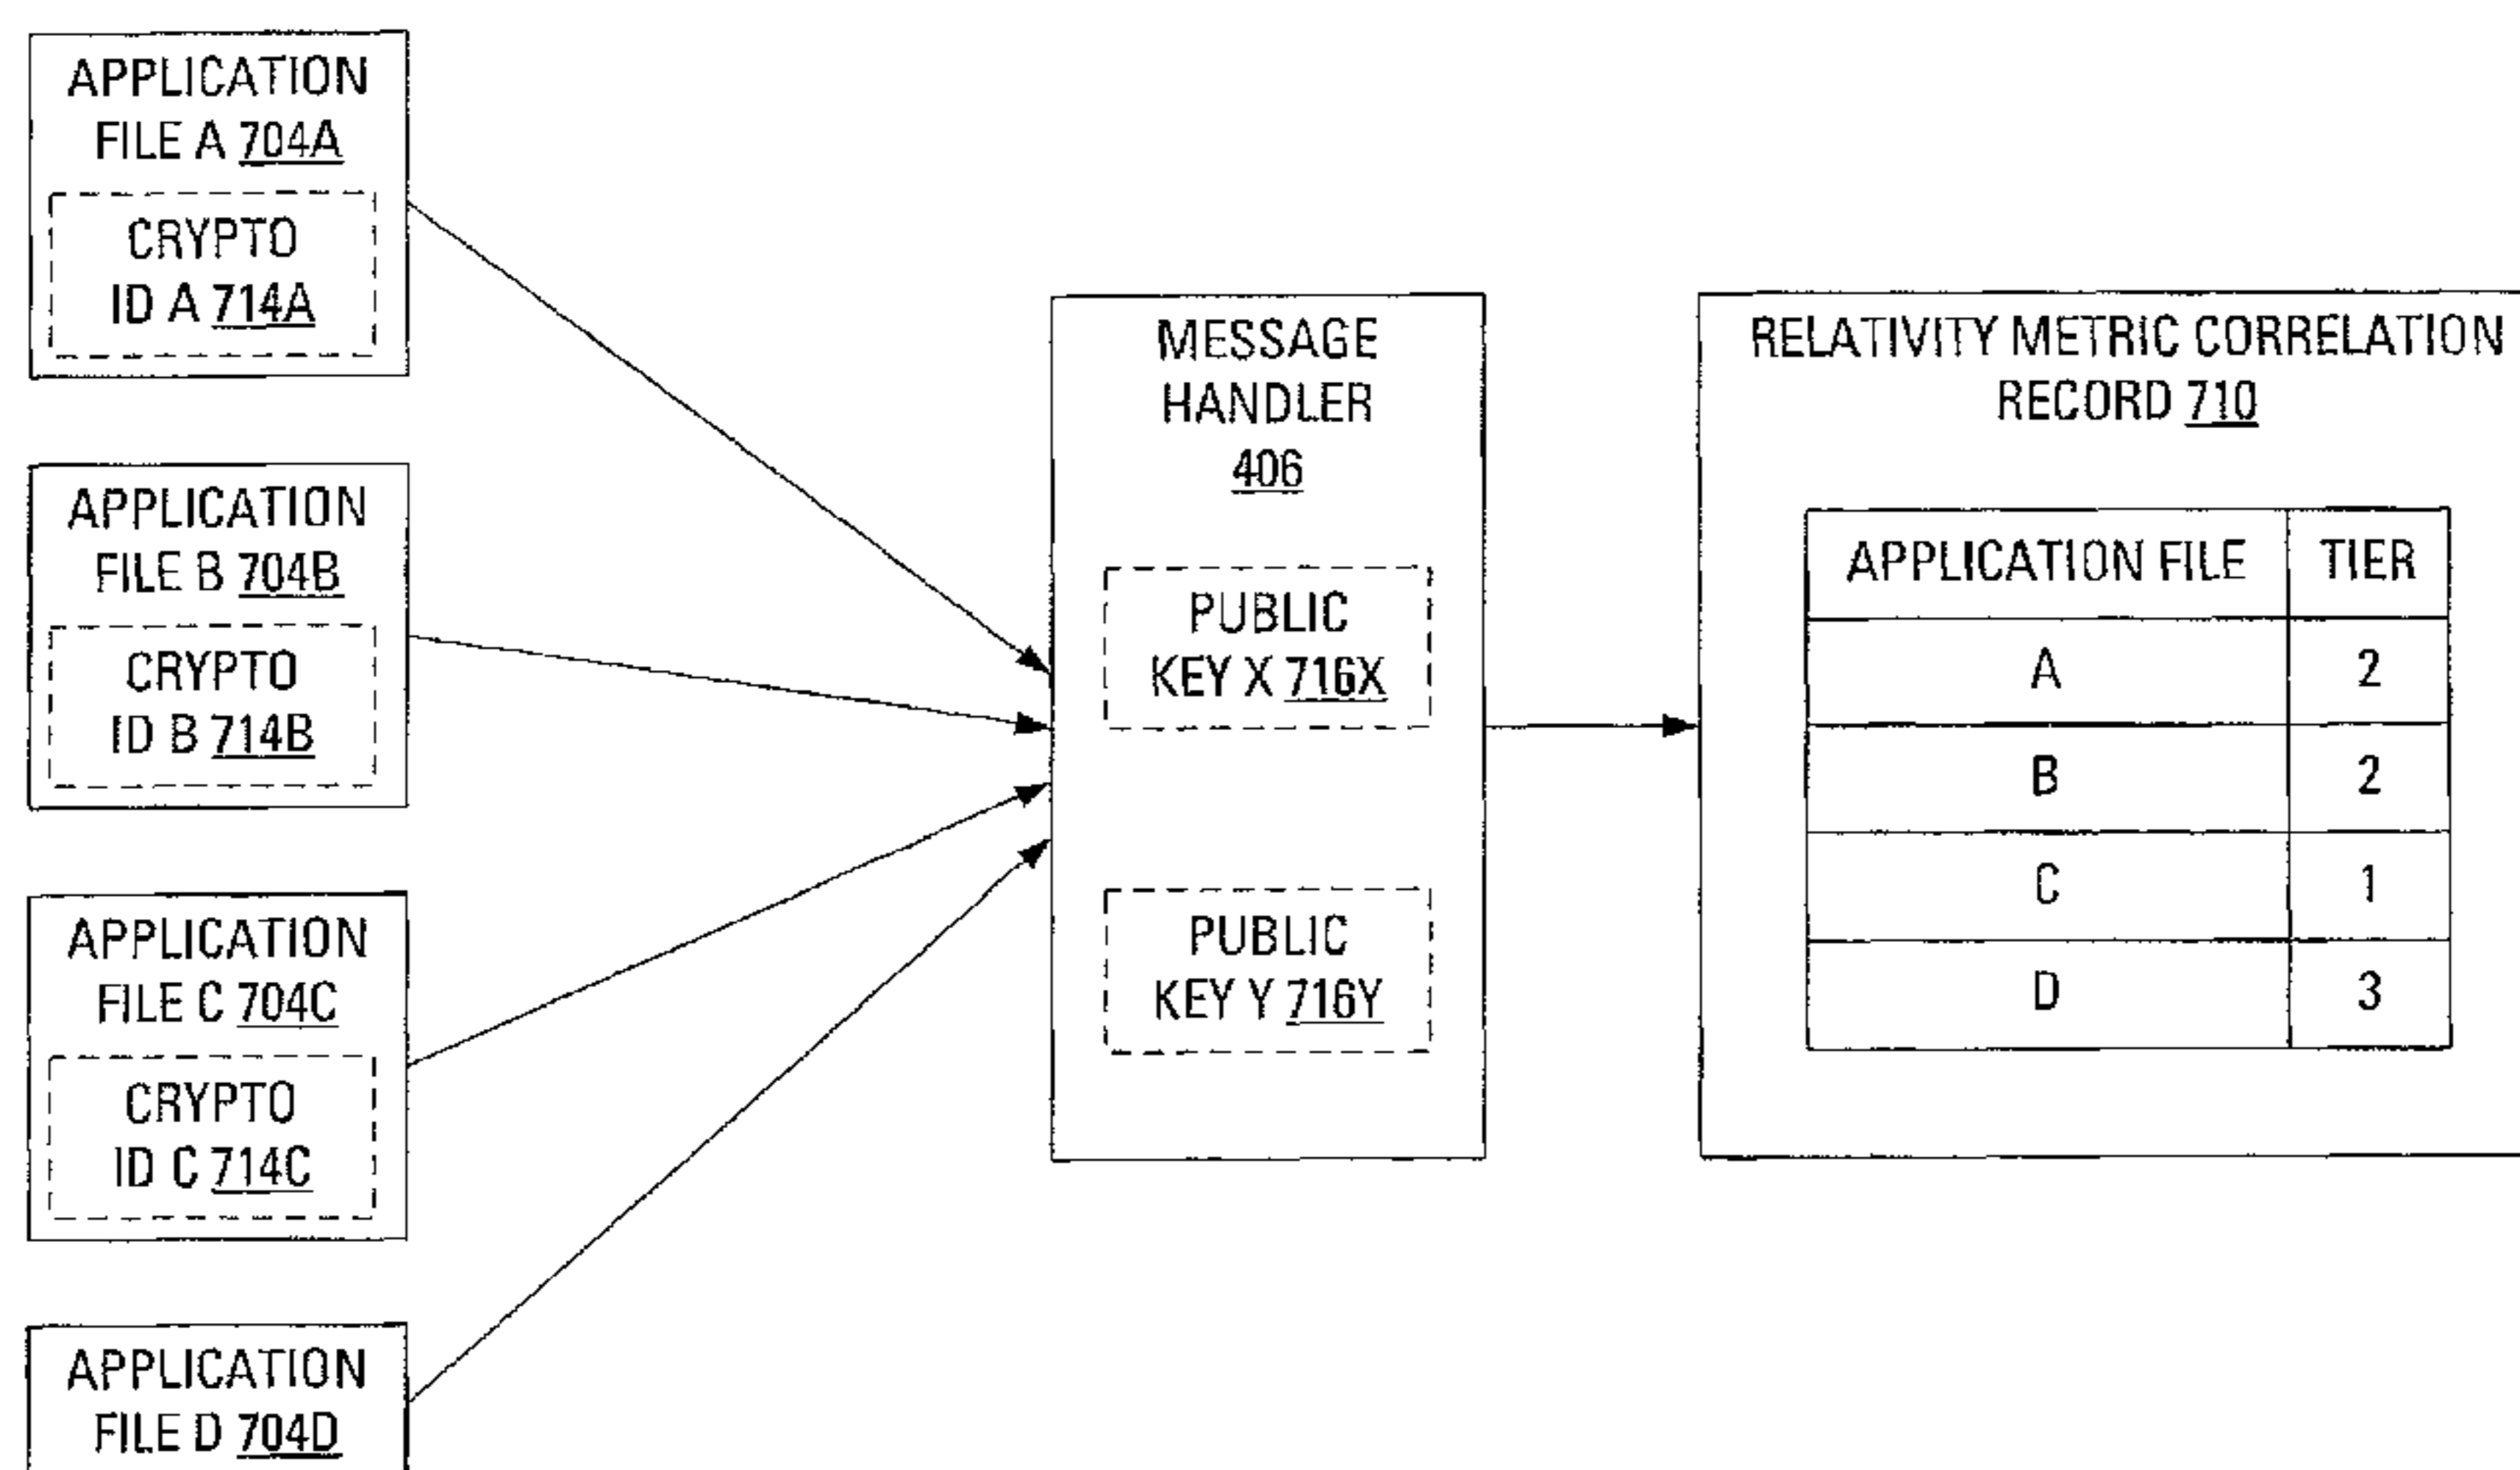 APPLICATION
FILE A 704A
CRYPTO
ID A 714A
APPLICATION
FILE B 704B
CRYPTO
ID B 714B
APPLICATION
FILE C 704C
CRYPTO
ID C 714C
APPLICATION
FILE D 704D
MESSAGE
HANDLER
406
PUBLIC
KEY X 716X
PUBLIC
KEY Y 716Y
RELATIVITY METRIC CORRELATION
RECORD 710
APPLICATION FILE TIER
A 2
B 2
C 1
D 3